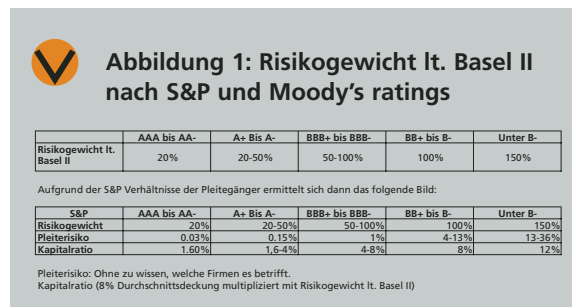 Abbildung 1: Risikogewicht lt. Basel II
nach S&P und Moody's ratings
AAA bis AA- A+ Bis A- BBB+ bis BBB- BB+ bis B- Unter B-
Risikogewicht lt.
Basel II 20% 20-50% 50-100% 100% 150%
Aufgrund der S&P Verhältnisse der Pleitegänger ermittelt sich dann das folgende Bild:
S&P AAA bis AA- A+ Bis A- BBB+ bis BBB- BB+ bis B- Unter B-
Risikogewicht 20% 20-50% 50-100% 100% 150%
Pleiterisiko 0.03% 0.15% 1% 4-13% 13-36%
Kapitalratio 1.60% 1,6-4% 4-8% 8% 12%
Pleiterisiko: Ohne zu wissen, welche Firmen es betrifft.
Kapitalratio (8% Durchschnittsdeckung multipliziert mit Risikogewicht lt. Basel II)